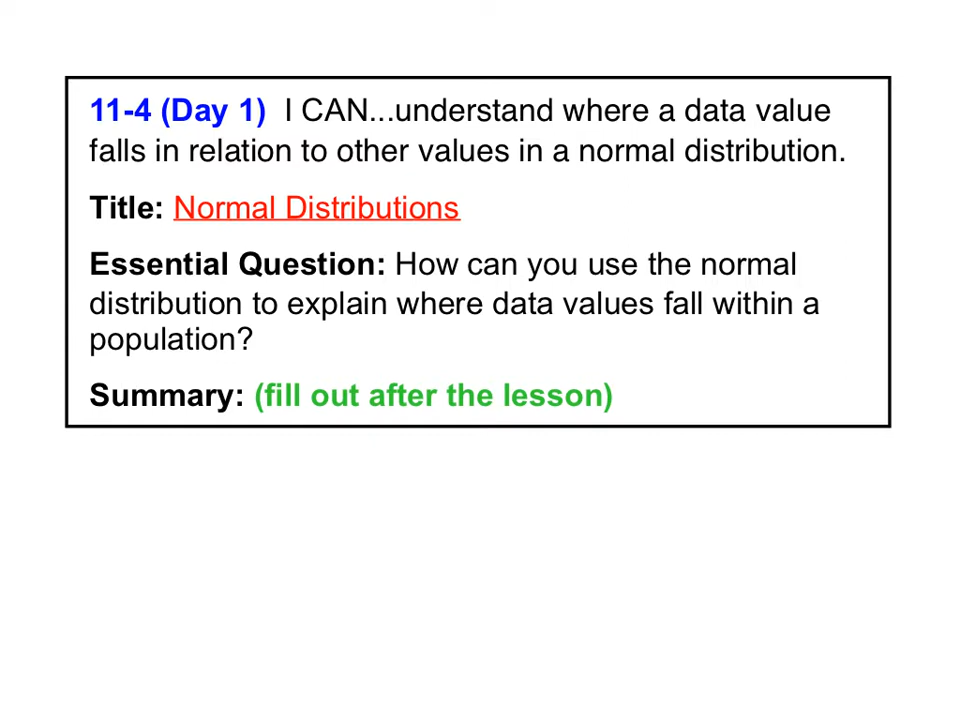 11-4 (Day 1) I CAN...understand where a data value
falls in relation to other values in a normal distribution.
Title: Normal Distributions
Essential Question: How can you use the normal
distribution to explain where data values fall within a
population?
Summary: (fill out after the lesson)